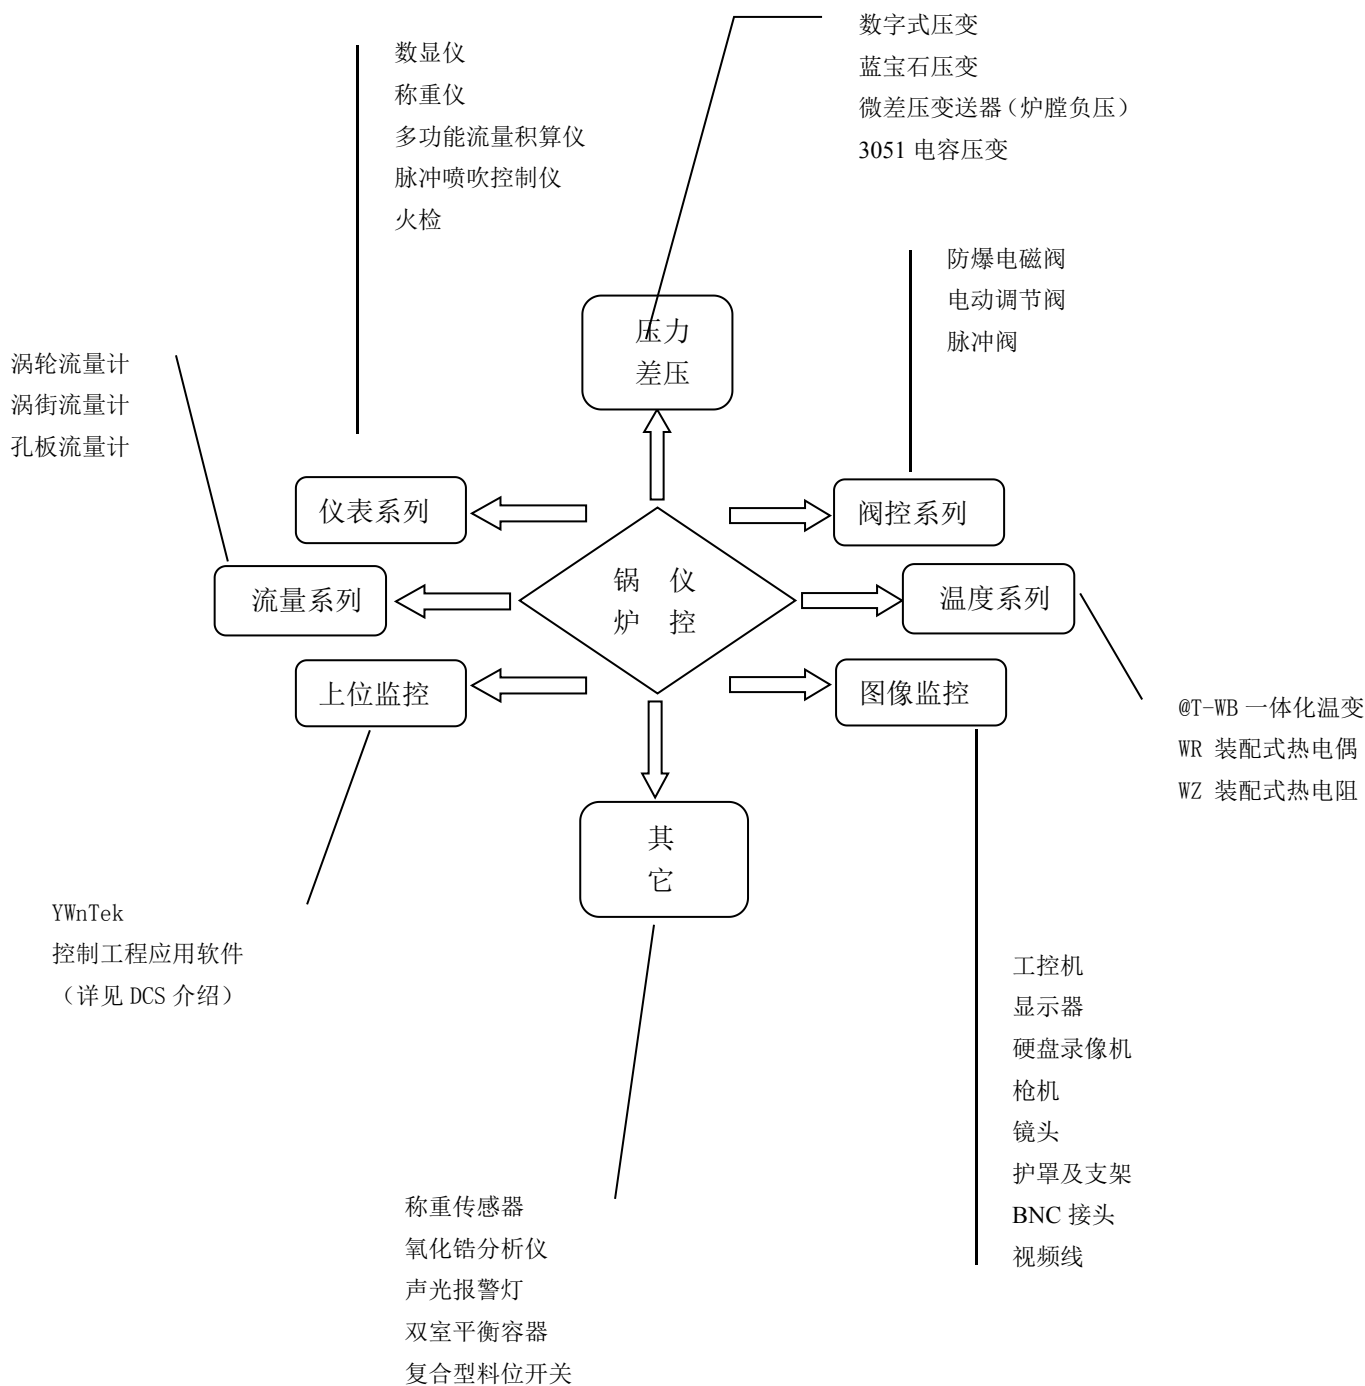 数字式压变
蓝宝石压变
微差压变送器（炉膛负压）
3051 电容压变
数显仪
称重仪
多功能流量积算仪
脉冲喷吹控制仪
火检
防爆电磁阀
电动调节阀
脉冲阀
压力
差压
涡轮流量计
涡街流量计
孔板流量计
仪表系列
阀控系列
流量系列
锅 仪
炉 控
温度系列
上位监控
图像监控
@T-WB 一体化温变
WR 装配式热电偶
WZ 装配式热电阻
其
它
YWnTek
控制工程应用软件
（详见 DCS 介绍）
工控机
显示器
硬盘录像机
枪机
镜头
护罩及支架
BNC 接头
视频线
称重传感器
氧化锆分析仪
声光报警灯
双室平衡容器
复合型料位开关